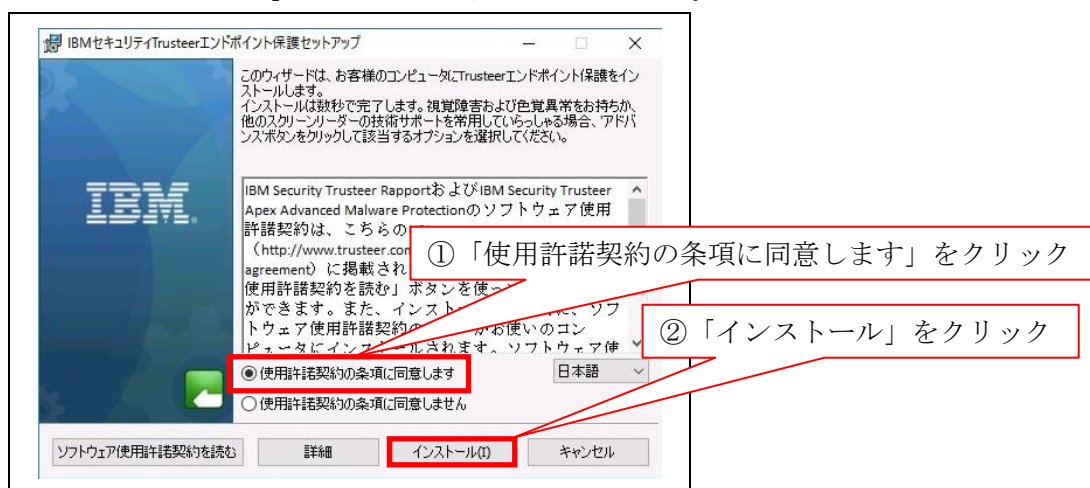 IBMセキュリティTrusteerエンドポイント保護セットアップ
このウィザードは、お客様のコンピュータにTrusteerエンドポイント保護をイン
ストールします。
インストールは数秒で完了します。視覚障害および色覚異常をお持ちか、
他のスクリーンリーダーの技術サポートを常用していらっしゃる場合、'アドバ
ンス'ボタンをクリックして該当するオプションを選択してください。
IBM
IBM Security Trusteer RapportおよびIBM Security Trusteer
Apex Advanced Malware Protectionのソフトウェア使用
許諾契約は、こちらの
（http://www.trusteer.com
agreement）に掲載され
使用許諾契約を読む」ボタンを使っ
ができます。また、インスト
、ソフ
トウェア使用許諾契約の
がお使いのコン
ピュータにインストールされます。ソフトウェア使
①「使用許諾契約の条項に同意します」をクリック
②「インストール」をクリック
使用許諾契約の条項に同意します
日本語
使用許諾契約の条項に同意しません
ソフトウェア使用許諾契約を読む
詳細
インストール(I)
キャンセル